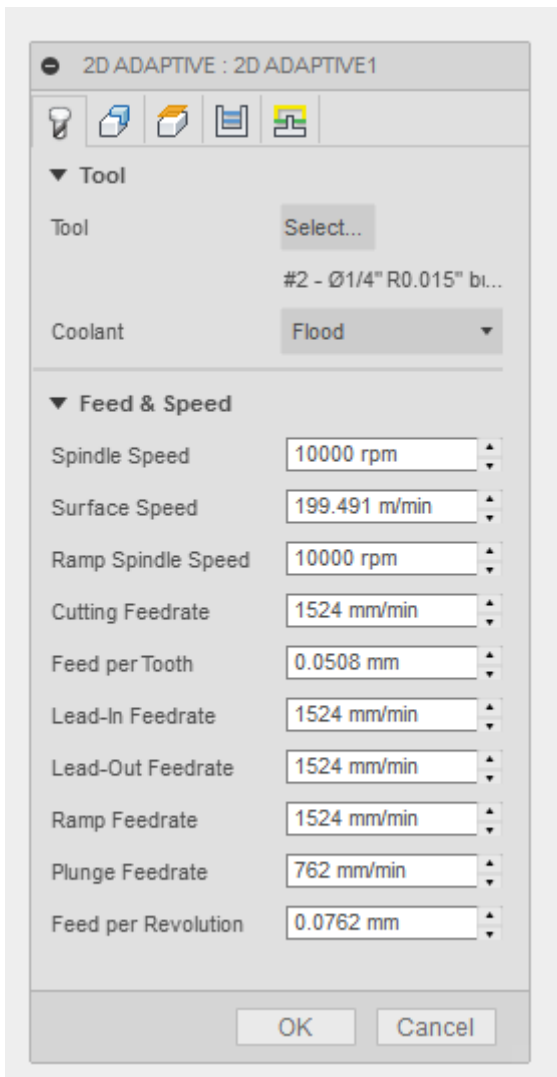 2D ADAPTIVE : 2D ADAPTIVE1
Tool
Tool Select...
#2 - Ø1/4" R0.015" bu...
Coolant Flood
Feed & Speed
Spindle Speed 10000 rpm
Surface Speed 199.491 m/min
Ramp Spindle Speed 10000 rpm
Cutting Feedrate 1524 mm/min
Feed per Tooth 0.0508 mm
Lead-In Feedrate 1524 mm/min
Lead-Out Feedrate 1524 mm/min
Ramp Feedrate 1524 mm/min
Plunge Feedrate 762 mm/min
Feed per Revolution 0.0762 mm
OK Cancel